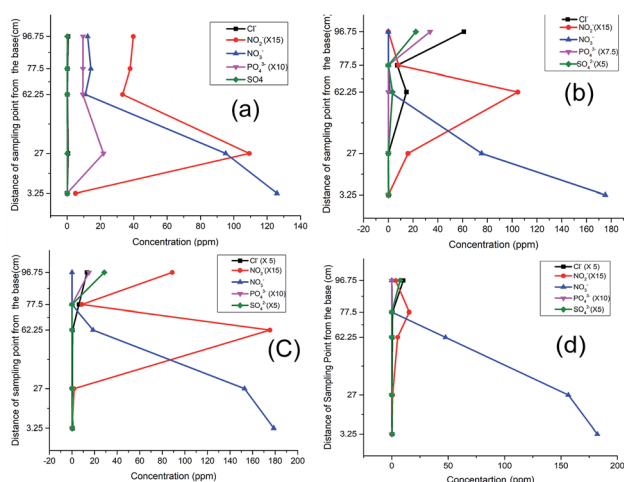 Cl⁻
NO₂⁻(X15)
NO₃⁻
PO₄³⁻ (X10)
SO4
(a)
Distance of sampling point from the base(cm)
96.75
77.5
62.25
27
3.25
-20 0 20 40 60 80 100 120 140
Concentration (ppm)
Cl⁻
NO₂⁻(X15)
NO₃⁻
PO₄³⁻ (X7.5)
SO₄²⁻(X5)
(b)
Distance of sampling point from the base(cm)
96.75
77.5
62.25
27
3.25
-20 0 20 40 60 80 100 120 140 160 180
Concentration (ppm)
Cl⁻ (X 5)
NO₂⁻(X15)
NO₃⁻
PO₄³⁻ (X10)
SO₄²⁻(X5)
(C)
Distance of sampling point from the base(cm)
96.75
77.5
62.25
27
3.25
-20 0 20 40 60 80 100 120 140 160 180 200
Concentration (ppm)
Cl⁻ (X 5)
NO₂⁻(X15)
NO₃⁻
PO₄³⁻ (X10)
SO₄²⁻(X5)
(d)
Distance of Sampling Point from the base(cm)
96.75
77.5
62.25
27
3.25
0 50 100 150 200
Concentartion (ppm)